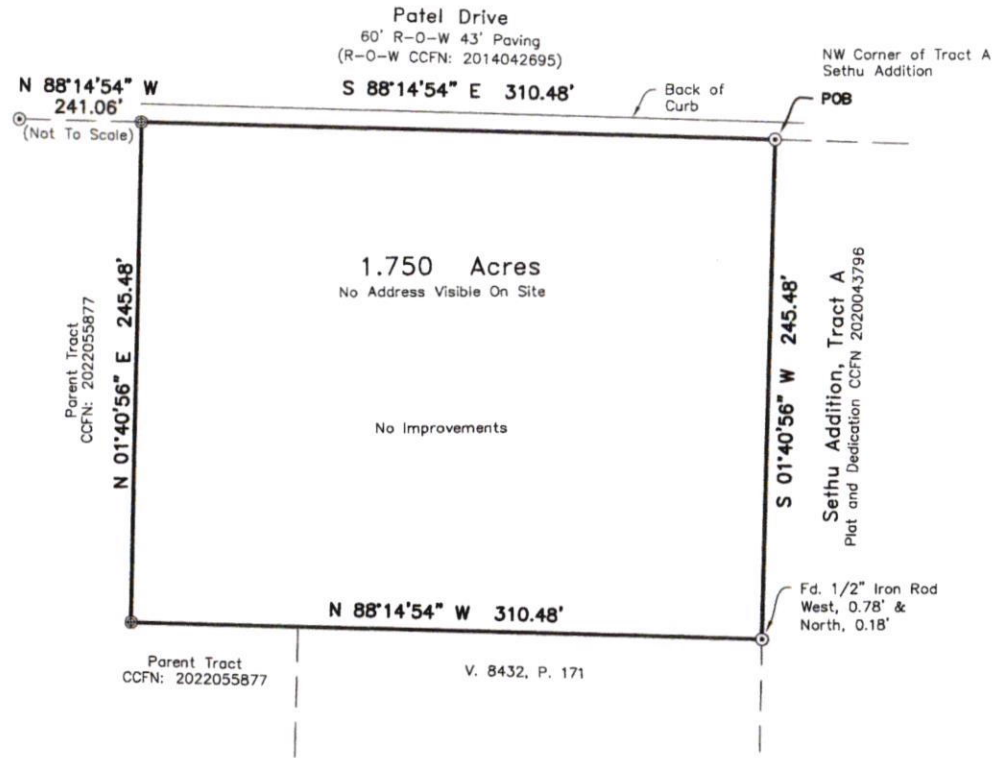 Patel Drive
60' R-O-W 43' Paving
(R-O-W CCFN: 2014042695)
NW Corner of Tract A
Sethu Addition
POB
N 88°14'54" W
241.06'
(Not To Scale)
S 88°14'54" E 310.48'
Back of
Curb
1.750 Acres
No Address Visible On Site
Parent Tract
CCFN: 2022055877
N 01°40'56" E 245.48'
No Improvements
S 01°40'56" W 245.48'
Sethu Addition, Tract A
Plat and Dedication CCFN 2020043796
Fd. 1/2" Iron Rod
West, 0.78' &
North, 0.18'
N 88°14'54" W 310.48'
Parent Tract
CCFN: 2022055877
V. 8432, P. 171